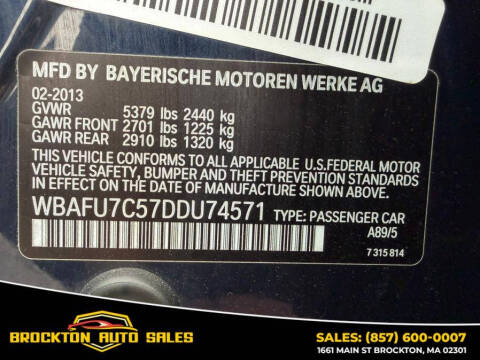 MFD BY BAYERISCHE MOTOREN WERKE AG
02-2013
GVWR 5379 lbs 2440 kg
GAWR FRONT 2701 lbs 1225 kg
GAWR REAR 2910 lbs 1320 kg
THIS VEHICLE CONFORMS TO ALL APPLICABLE U.S.FEDERAL MOTOR
VEHICLE SAFETY, BUMPER AND THEFT PREVENTION STANDARDS IN
EFFECT ON THE DATE OF MANUFACTURE SHOWN ABOVE.
WBAFU7C57DDU74571 TYPE: PASSENGER CAR
A89/5
7 315 814
BROCKTON AUTO SALES
SALES: (857) 600-0007
1661 MAIN ST BROCKTON, MA 02301